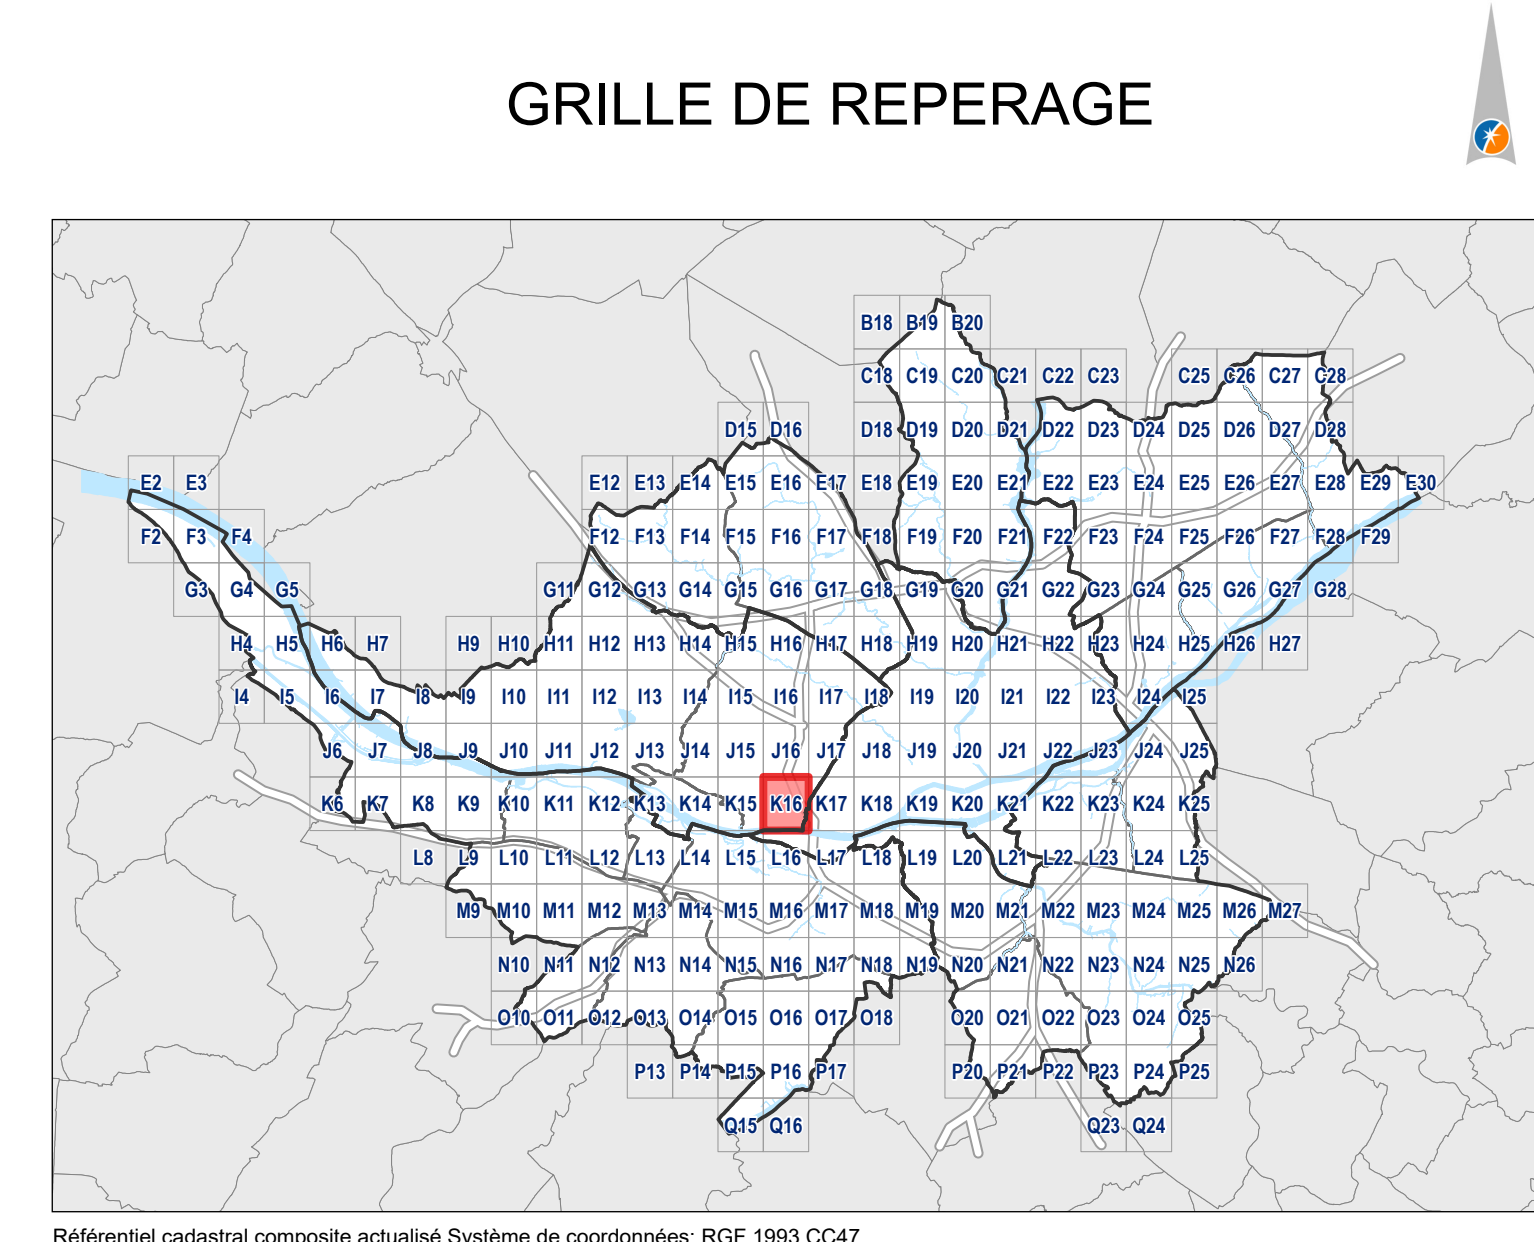 GRILLE DE REPERAGE
B18 B19 B20
C18 C19 C20 C21 C22 C23 C25 C26 C27 C28
D15 D16 D18 D19 D20 D21 D22 D23 D24 D25 D26 D27 D28
E2 E3 E12 E13 E14 E15 E16 E17 E18 E19 E20 E21 E22 E23 E24 E25 E26 E27 E28 E29 E30
F2 F3 F4 F12 F13 F14 F15 F16 F17 F18 F19 F20 F21 F22 F23 F24 F25 F26 F27 F28 F29
G3 G4 G5 G11 G12 G13 G14 G15 G16 G17 G18 G19 G20 G21 G22 G23 G24 G25 G26 G27 G28
H4 H5 H6 H7 H9 H10 H11 H12 H13 H14 H15 H16 H17 H18 H19 H20 H21 H22 H23 H24 H25 H26 H27
I4 I5 I6 I7 I8 I9 I10 I11 I12 I13 I14 I15 I16 I17 I18 I19 I20 I21 I22 I23 I24 I25
J6 J7 J8 J9 J10 J11 J12 J13 J14 J15 J16 J17 J18 J19 J20 J21 J22 J23 J24 J25
K6 K7 K8 K9 K10 K11 K12 K13 K14 K15 K16 K17 K18 K19 K20 K21 K22 K23 K24 K25
L8 L9 L10 L11 L12 L13 L14 L15 L16 L17 L18 L19 L20 L21 L22 L23 L24 L25
M9 M10 M11 M12 M13 M14 M15 M16 M17 M18 M19 M20 M21 M22 M23 M24 M25 M26 M27
N10 N11 N12 N13 N14 N15 N16 N17 N18 N19 N20 N21 N22 N23 N24 N25 N26
O10 O11 O12 O13 O14 O15 O16 O17 O18 O20 O21 O22 O23 O24 O25
P13 P14 P15 P16 P17 P20 P21 P22 P23 P24 P25
Q15 Q16 Q23 Q24
Référentiel cadastral composite actualisé Système de coordonnées: RGF 1993 CC47